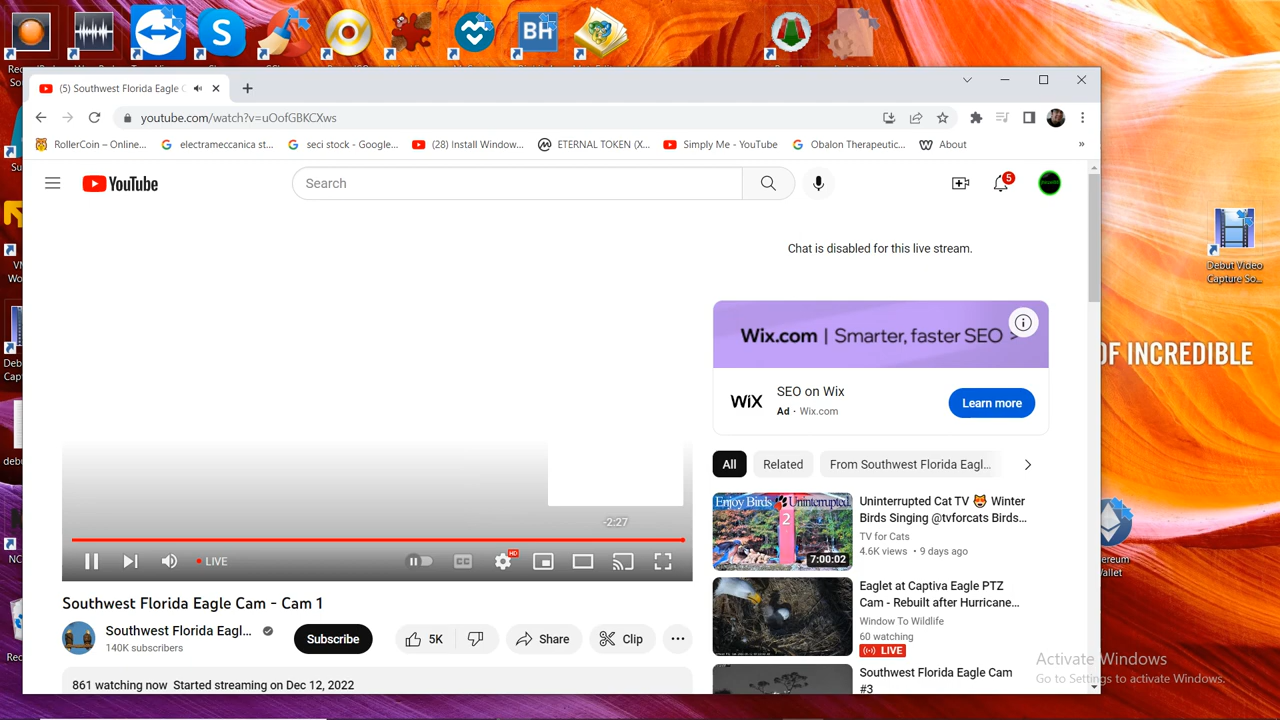 BH
(5) Southwest Florida Eagle C
youtube.com/watch?v=uOofGBKCXws
RollerCoin – Online...
electrameccanica st...
seci stock - Google...
(28) Install Window...
ETERNAL TOKEN (X...
Simply Me - YouTube
Obalon Therapeutic...
About
»
YouTube
Search
5
Chat is disabled for this live stream.
Wix.com | Smarter, faster SEO >
WiX
SEO on Wix
Ad · Wix.com
Learn more
All
Related
From Southwest Florida Eagl...
-2:27
LIVE
HD
Enjoy Birds Uninterrupted.
2
7:00:02
Uninterrupted Cat TV 😺 Winter
Birds Singing @tvforcats Birds...
TV for Cats
4.6K views • 9 days ago
Eaglet at Captiva Eagle PTZ
Cam - Rebuilt after Hurricane...
Window To Wildlife
60 watching
LIVE
Southwest Florida Eagle Cam
#3
Southwest Florida Eagle Cam - Cam 1
Southwest Florida Eagl...
140K subscribers
Subscribe
5K
Share
Clip
861 watching now Started streaming on Dec 12, 2022
Debut Video
Capture So...
OF INCREDIBLE
Activate Windows
Go to Settings to activate Windows.